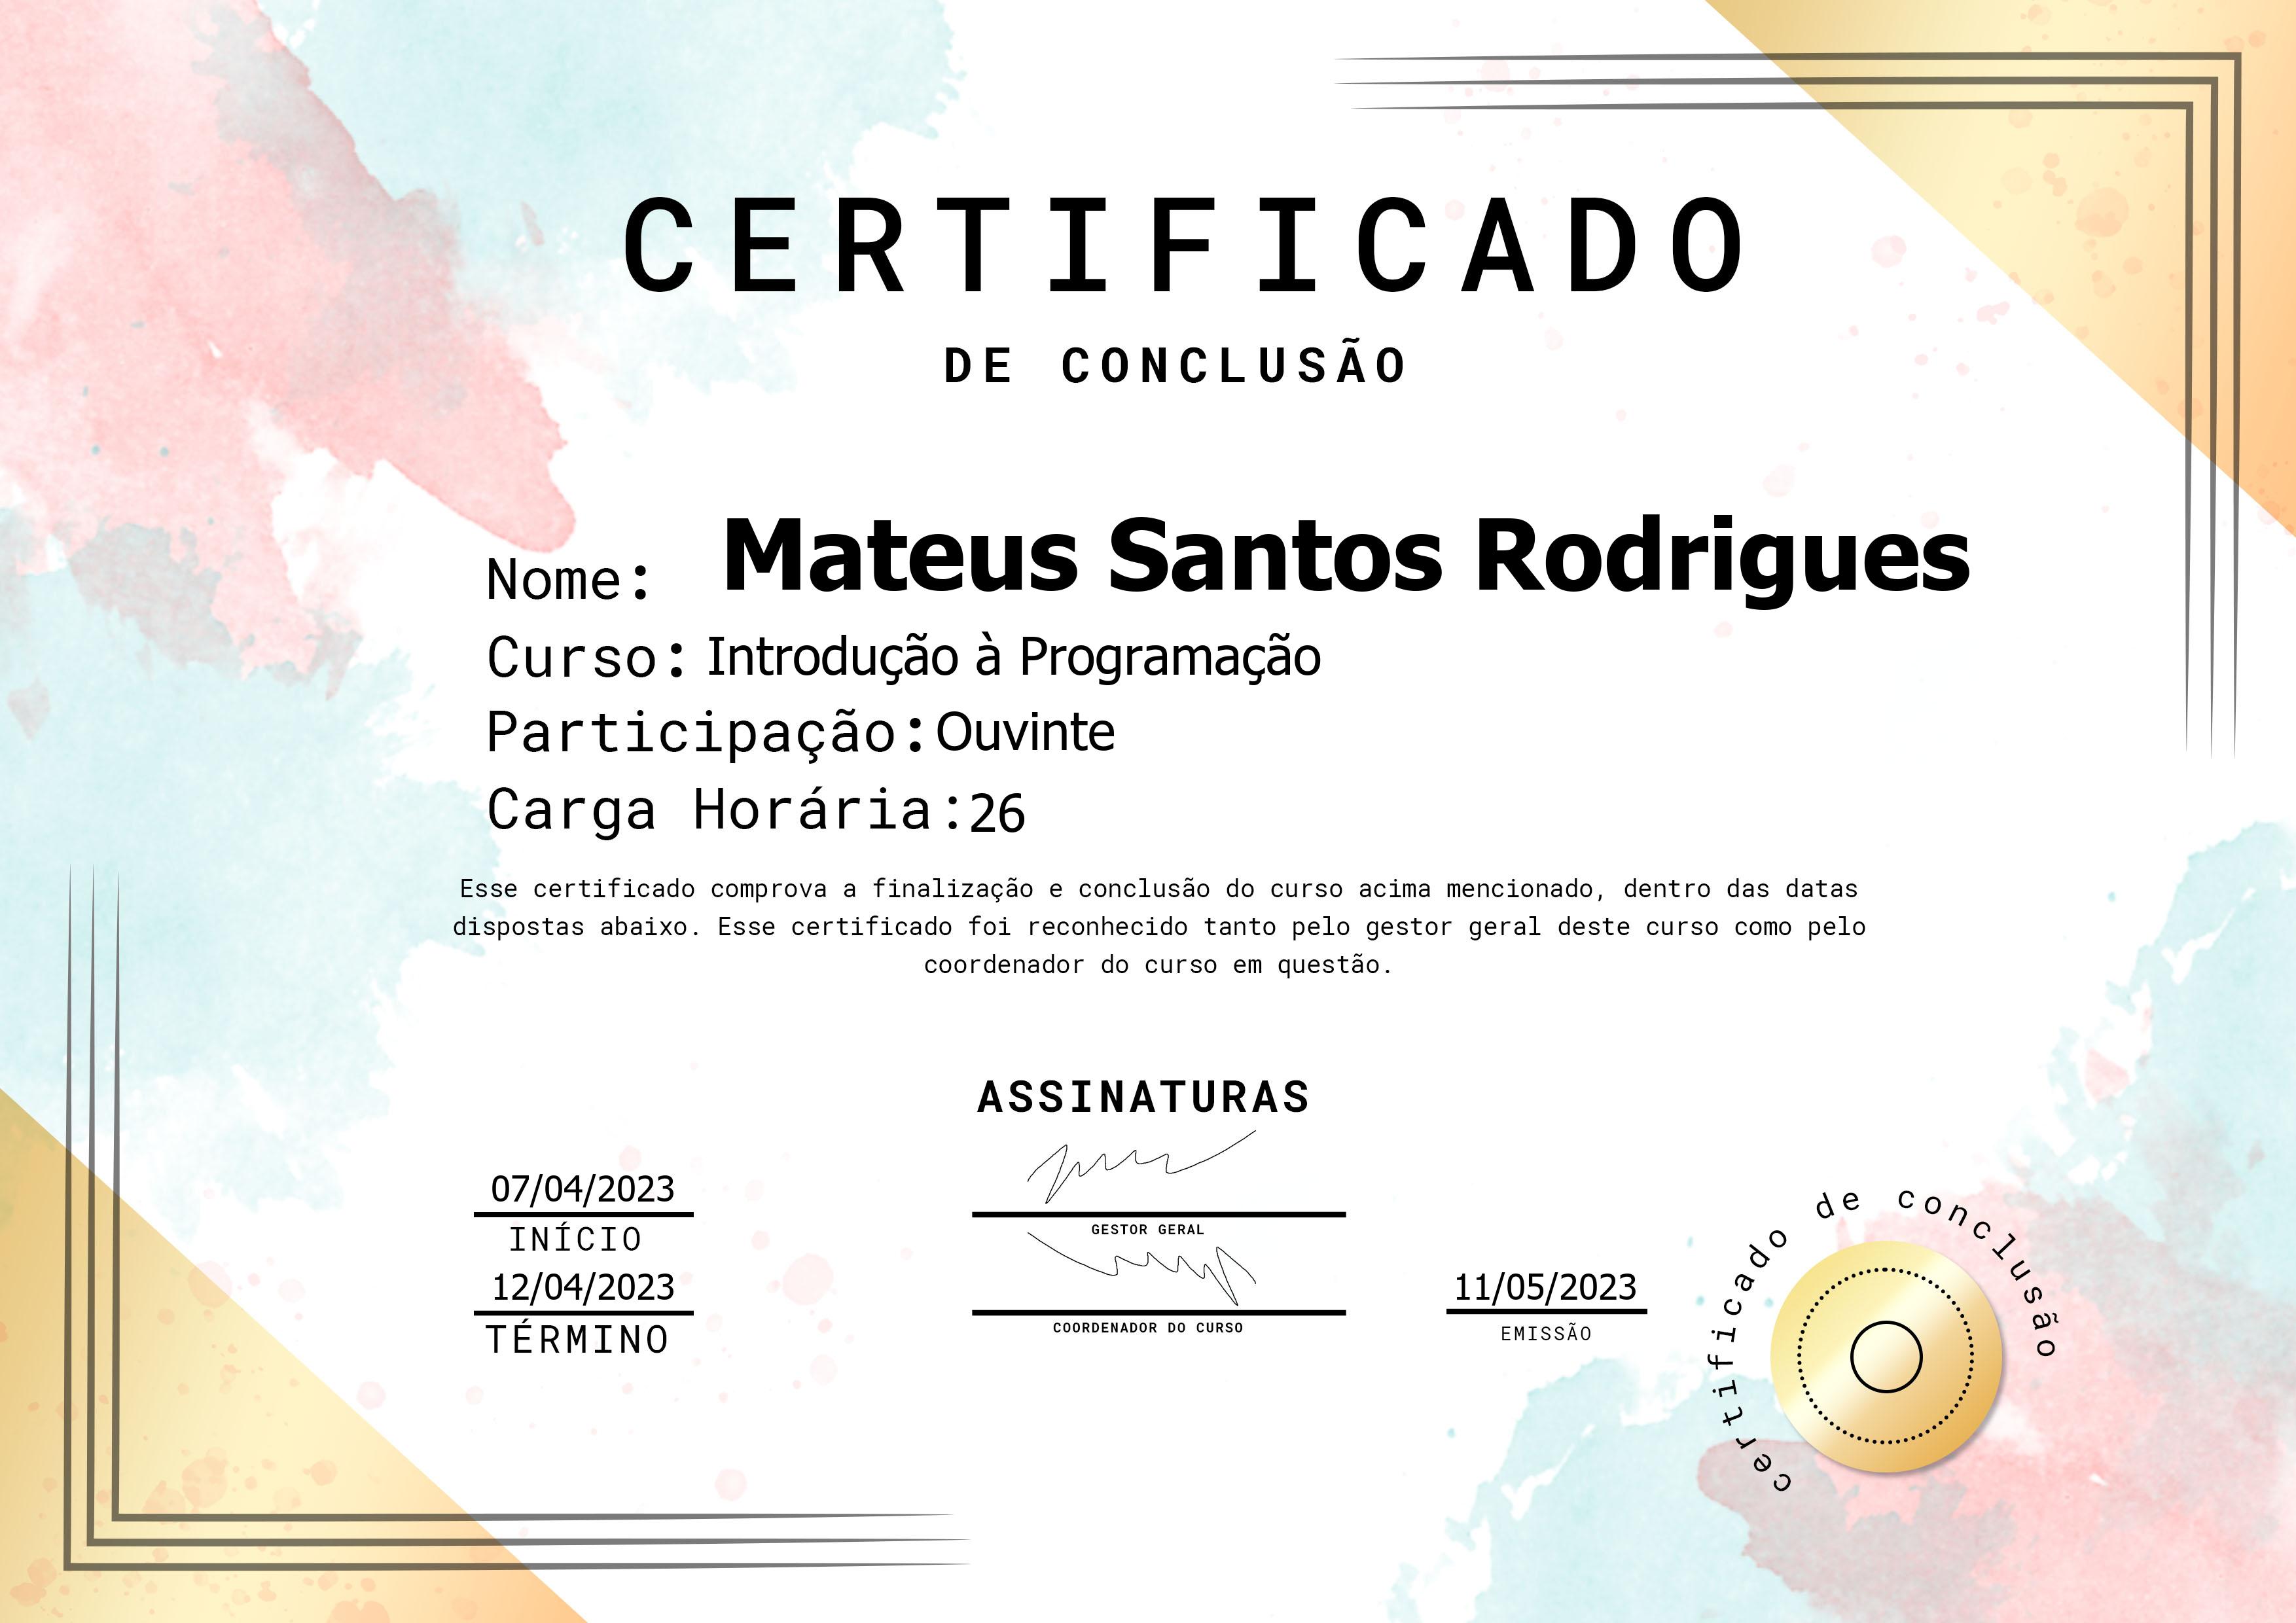 CERTIFICADO
DE CONCLUSÃO
Nome: Mateus Santos Rodrigues
Curso: Introdução à Programação
Participação: Ouvinte
Carga Horária: 26
Esse certificado comprova a finalização e conclusão do curso acima mencionado, dentro das datas
dispostas abaixo. Esse certificado foi reconhecido tanto pelo gestor geral deste curso como pelo
coordenador do curso em questão.
ASSINATURAS
07/04/2023
INÍCIO
12/04/2023
TÉRMINO
GESTOR GERAL
COORDENADOR DO CURSO
11/05/2023
EMISSÃO
certificado de conclusão